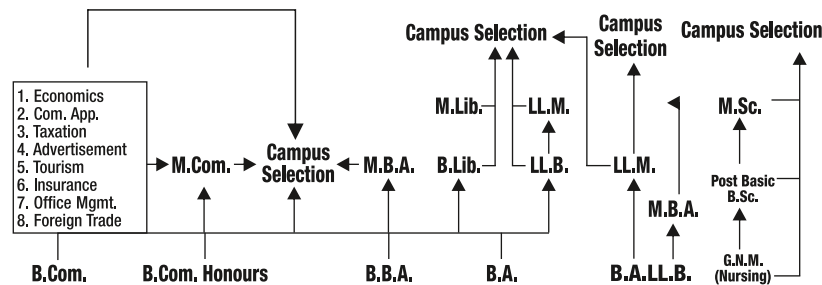 Campus Selection
Campus
Selection
Campus Selection
1. Economics
2. Com. App.
3. Taxation
4. Advertisement
5. Tourism
6. Insurance
7. Office Mgmt.
8. Foreign Trade
M.Com.
Campus
Selection
M.B.A.
M.Lib.
LL.M.
B.Lib.
LL.B.
LL.M.
M.B.A.
M.Sc.
Post Basic
B.Sc.
G.N.M.
(Nursing)
B.Com.
B.Com. Honours
B.B.A.
B.A.
B.A.LL.B.